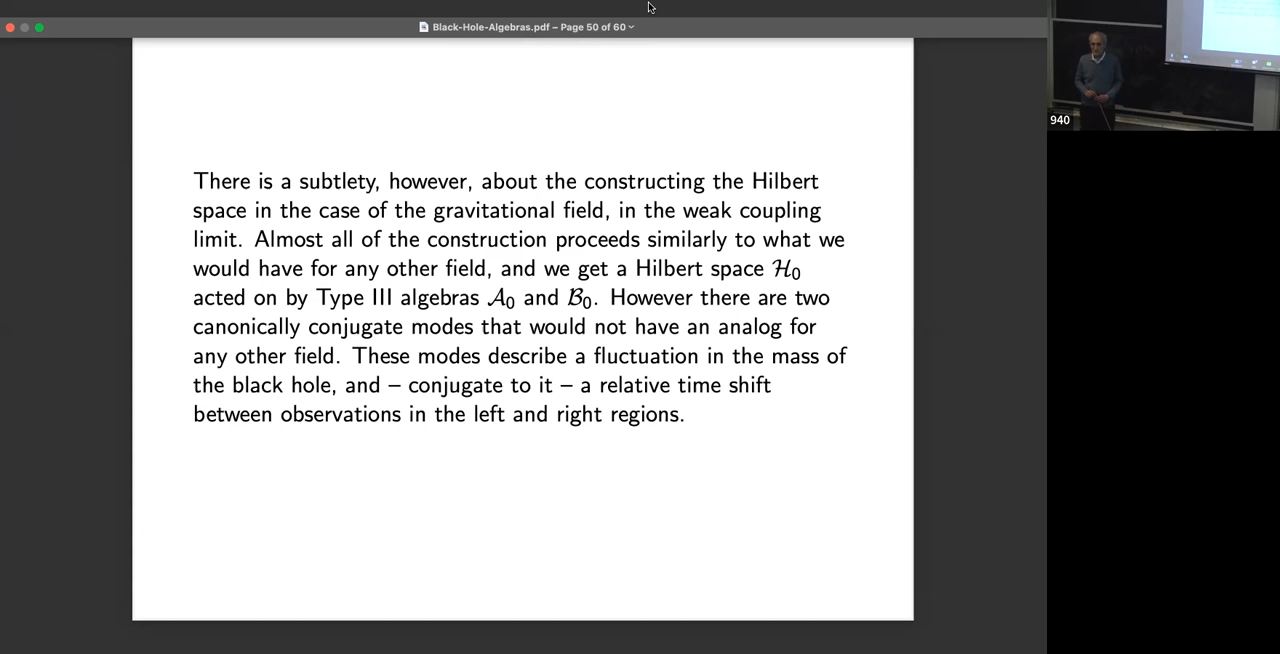 Black-Hole-Algebras.pdf – Page 50 of 60
940
There is a subtlety, however, about the constructing the Hilbert
space in the case of the gravitational field, in the weak coupling
limit. Almost all of the construction proceeds similarly to what we
would have for any other field, and we get a Hilbert space ℋ₀
acted on by Type III algebras 𝒜₀ and ℬ₀. However there are two
canonically conjugate modes that would not have an analog for
any other field. These modes describe a fluctuation in the mass of
the black hole, and – conjugate to it – a relative time shift
between observations in the left and right regions.